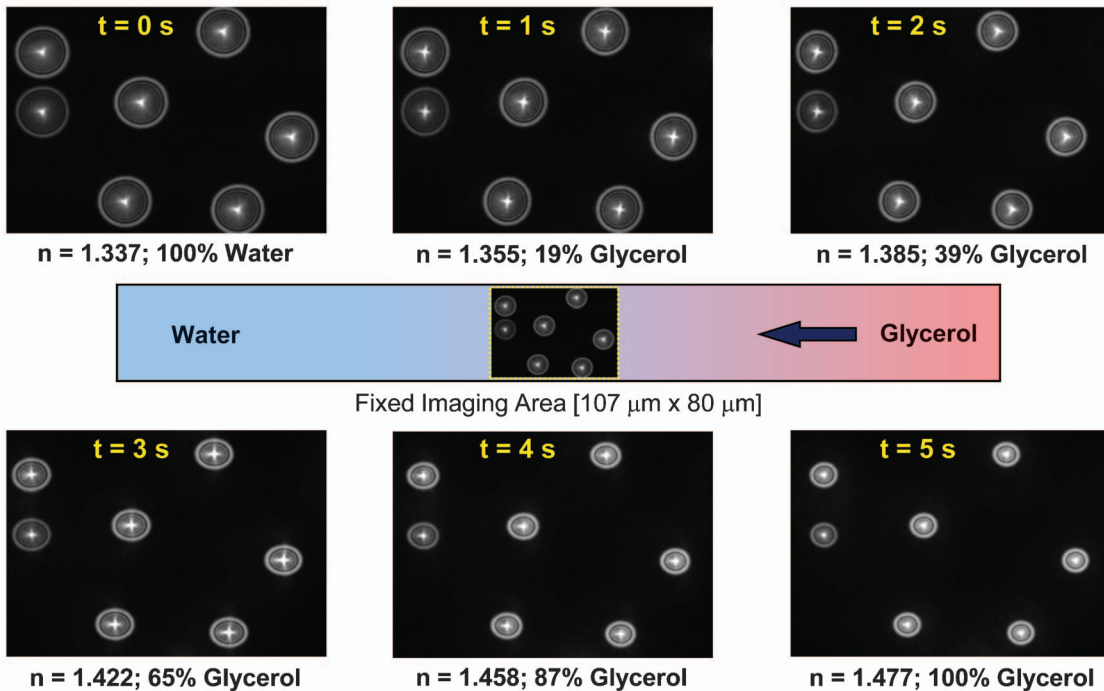 t = 0 s
t = 1 s
t = 2 s
n = 1.337; 100% Water
n = 1.355; 19% Glycerol
n = 1.385; 39% Glycerol
Water
Glycerol
Fixed Imaging Area [107 μm x 80 μm]
t = 3 s
t = 4 s
t = 5 s
n = 1.422; 65% Glycerol
n = 1.458; 87% Glycerol
n = 1.477; 100% Glycerol